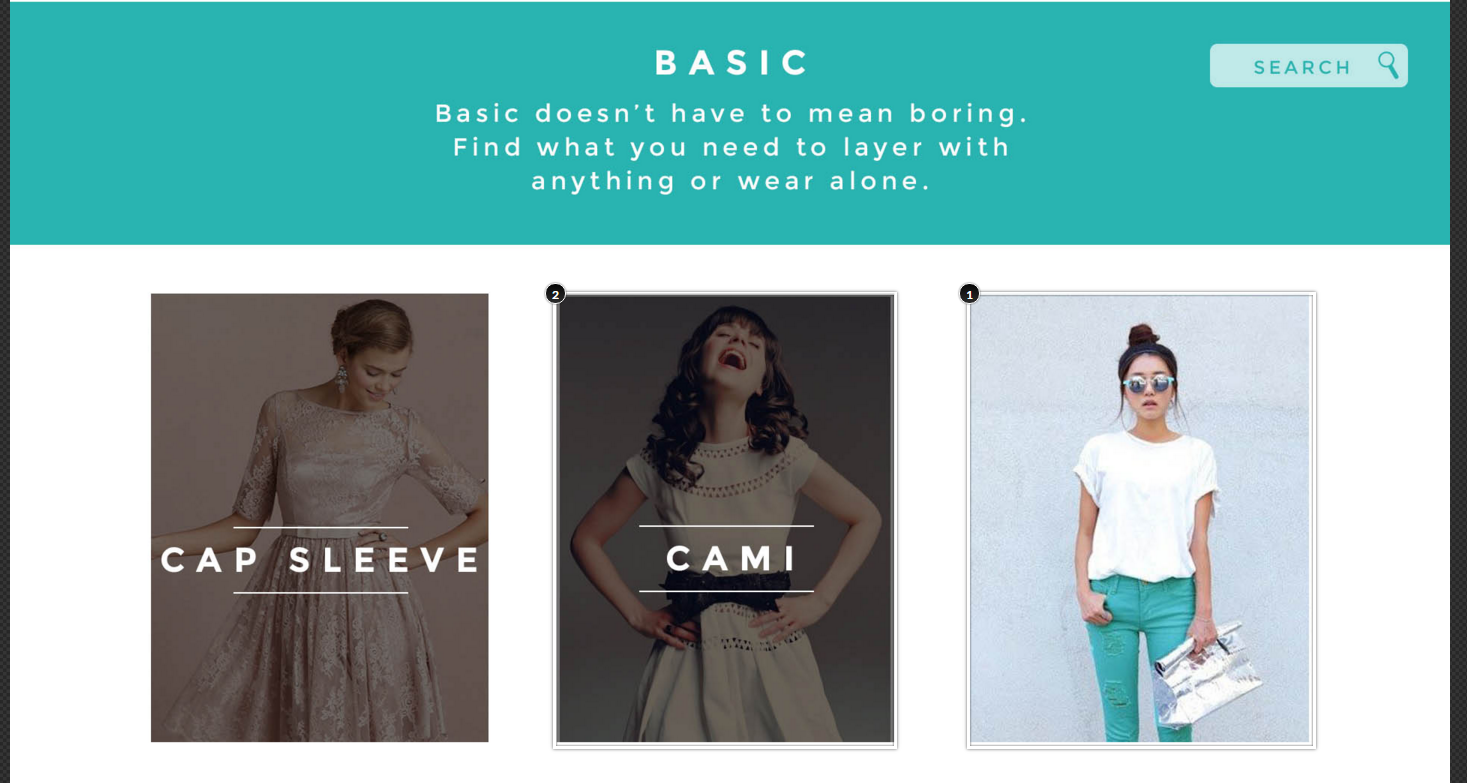 BASIC
SEARCH
Basic doesn't have to mean boring.
Find what you need to layer with
anything or wear alone.
2
1
CAP SLEEVE
CAMI